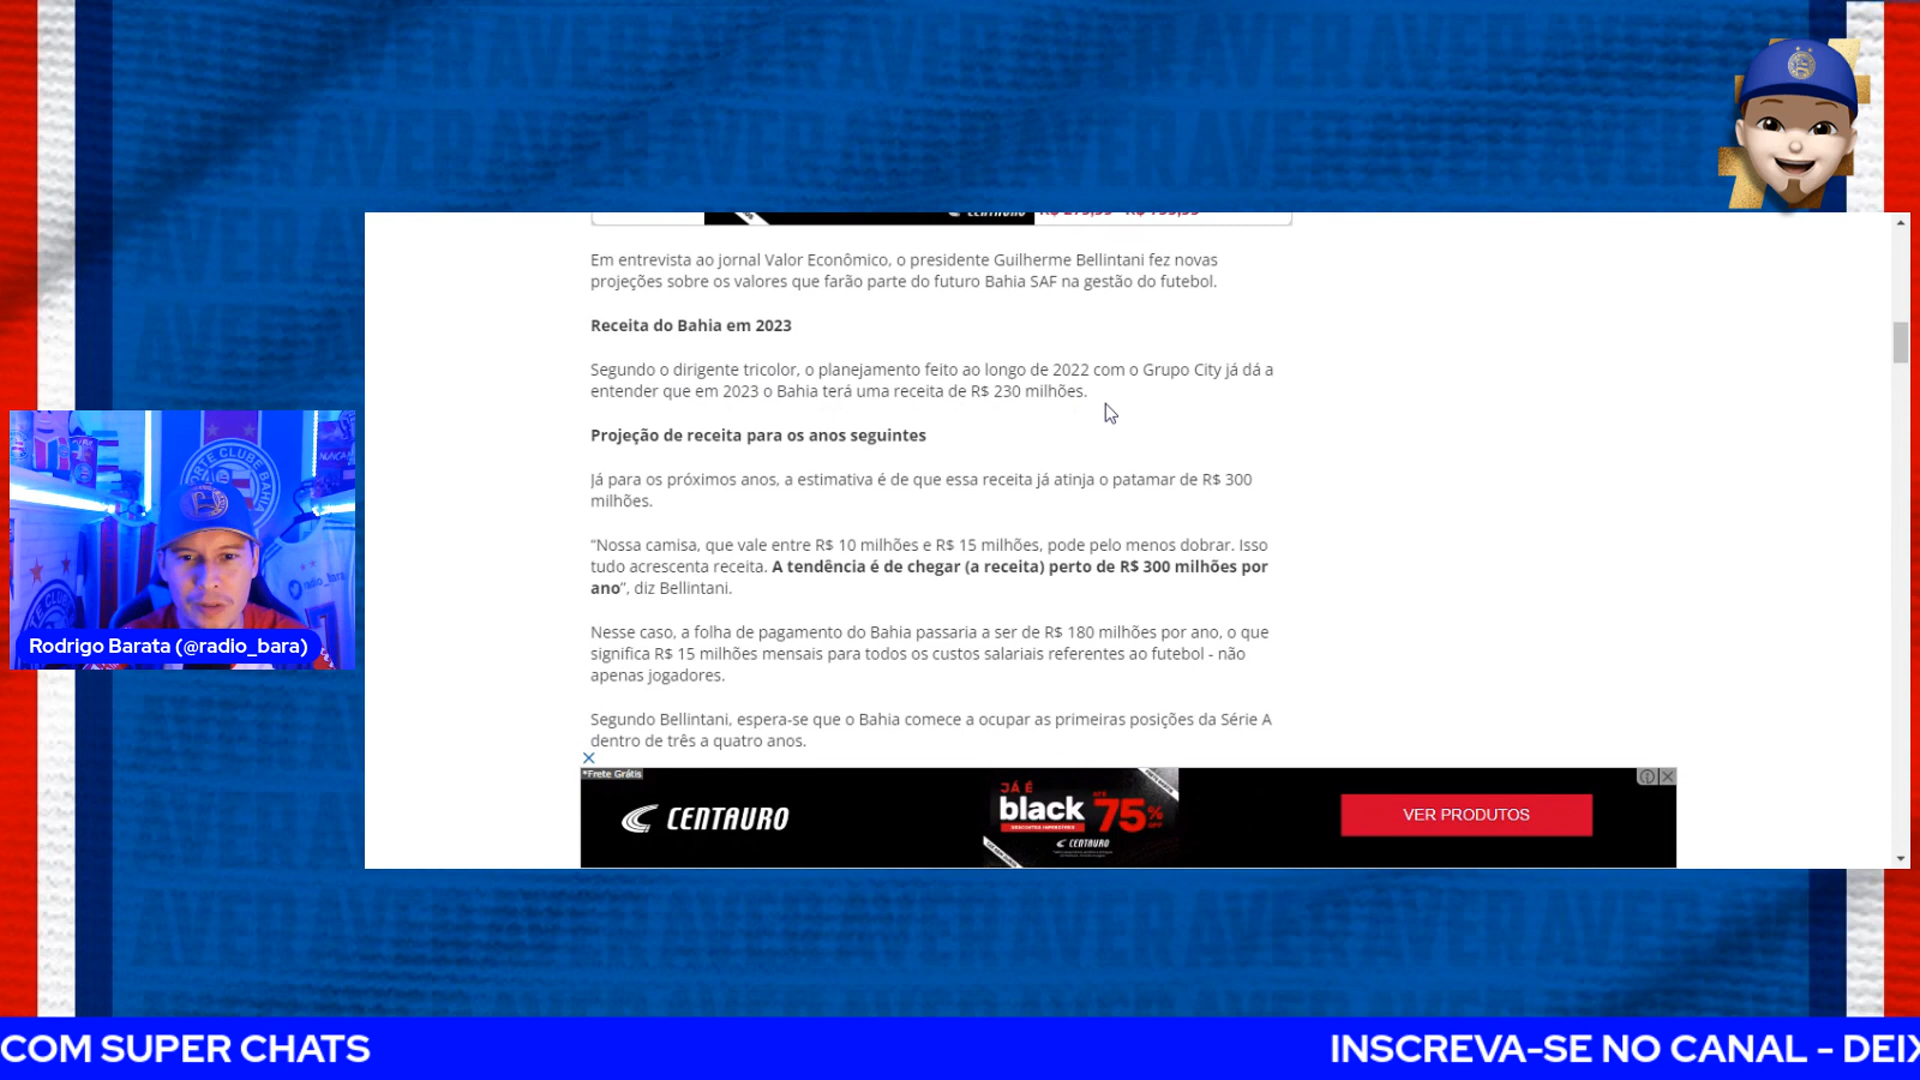 Em entrevista ao jornal Valor Econômico, o presidente Guilherme Bellintani fez novas
projeções sobre os valores que farão parte do futuro Bahia SAF na gestão do futebol.
Receita do Bahia em 2023
Segundo o dirigente tricolor, o planejamento feito ao longo de 2022 com o Grupo City já dá a
entender que em 2023 o Bahia terá uma receita de R$ 230 milhões.
Projeção de receita para os anos seguintes
Já para os próximos anos, a estimativa é de que essa receita já atinja o patamar de R$ 300
milhões.
“Nossa camisa, que vale entre R$ 10 milhões e R$ 15 milhões, pode pelo menos dobrar. Isso
tudo acrescenta receita. A tendência é de chegar (a receita) perto de R$ 300 milhões por
ano”, diz Bellintani.
Nesse caso, a folha de pagamento do Bahia passaria a ser de R$ 180 milhões por ano, o que
significa R$ 15 milhões mensais para todos os custos salariais referentes ao futebol - não
apenas jogadores.
Segundo Bellintani, espera-se que o Bahia comece a ocupar as primeiras posições da Série A
dentro de três a quatro anos.
*Frete Grátis
CENTAURO
JÁ É
black
ATÉ
75%
OFF
CENTAURO
VER PRODUTOS
Rodrigo Barata (@radio_bara)
COM SUPER CHATS
INSCREVA-SE NO CANAL - DEIX